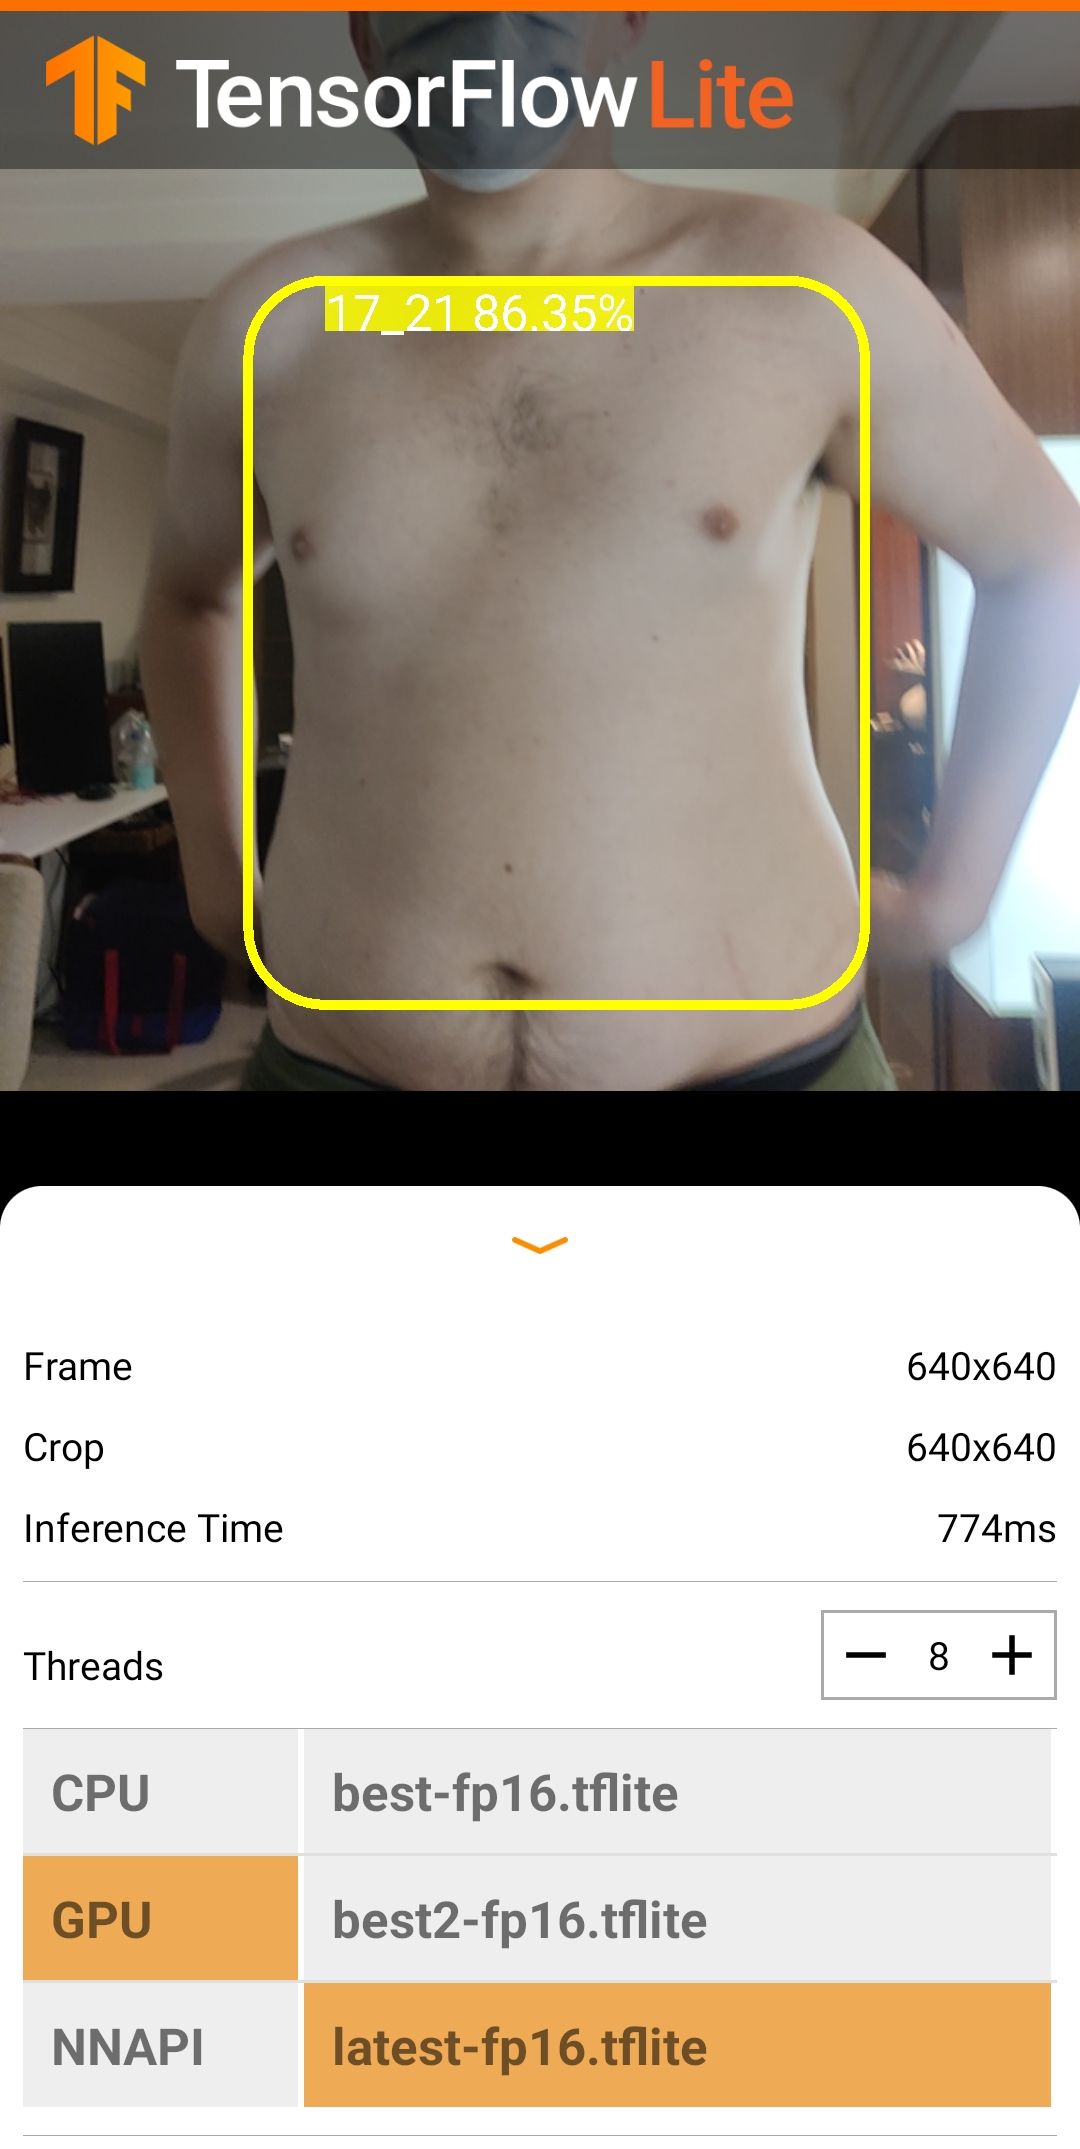 TensorFlow Lite
17_21 86.35%
Frame 640x640
Crop 640x640
Inference Time 774ms
Threads 8
CPU best-fp16.tflite
GPU best2-fp16.tflite
NNAPI latest-fp16.tflite